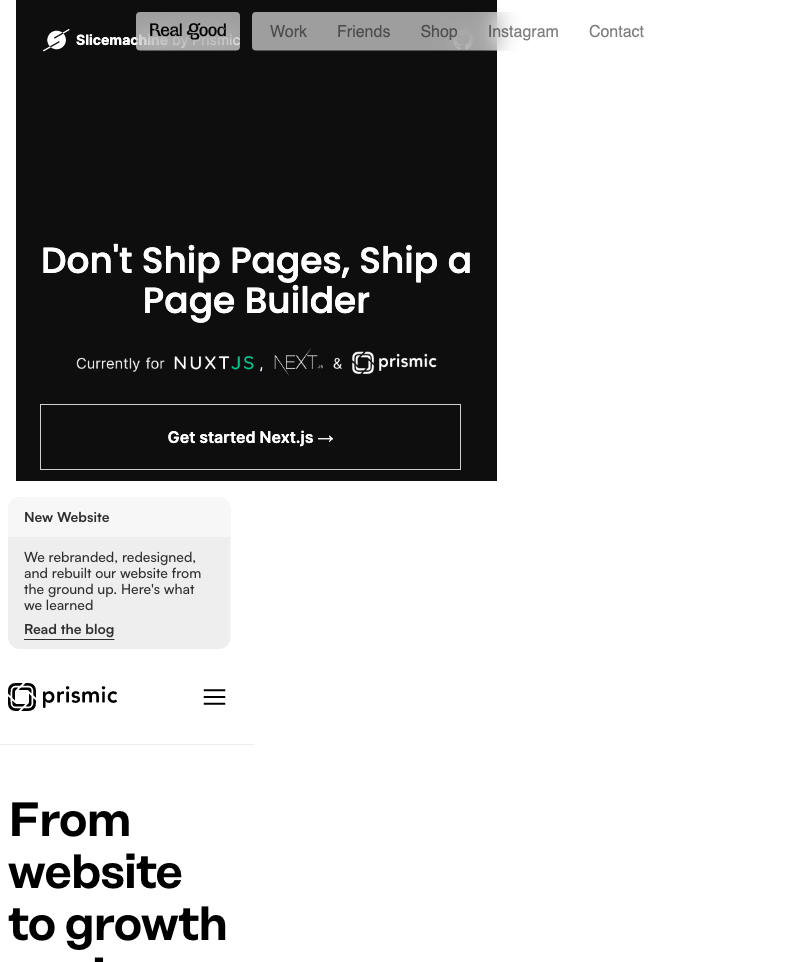 Real good
Work Friends Shop Instagram Contact
Slicemachine by Prismic
Don't Ship Pages, Ship a
Page Builder
Currently for NUXTJS, NEXT.JS & prismic
Get started Next.js →
New Website
We rebranded, redesigned,
and rebuilt our website from
the ground up. Here's what
we learned
Read the blog
prismic
From
website
to growth